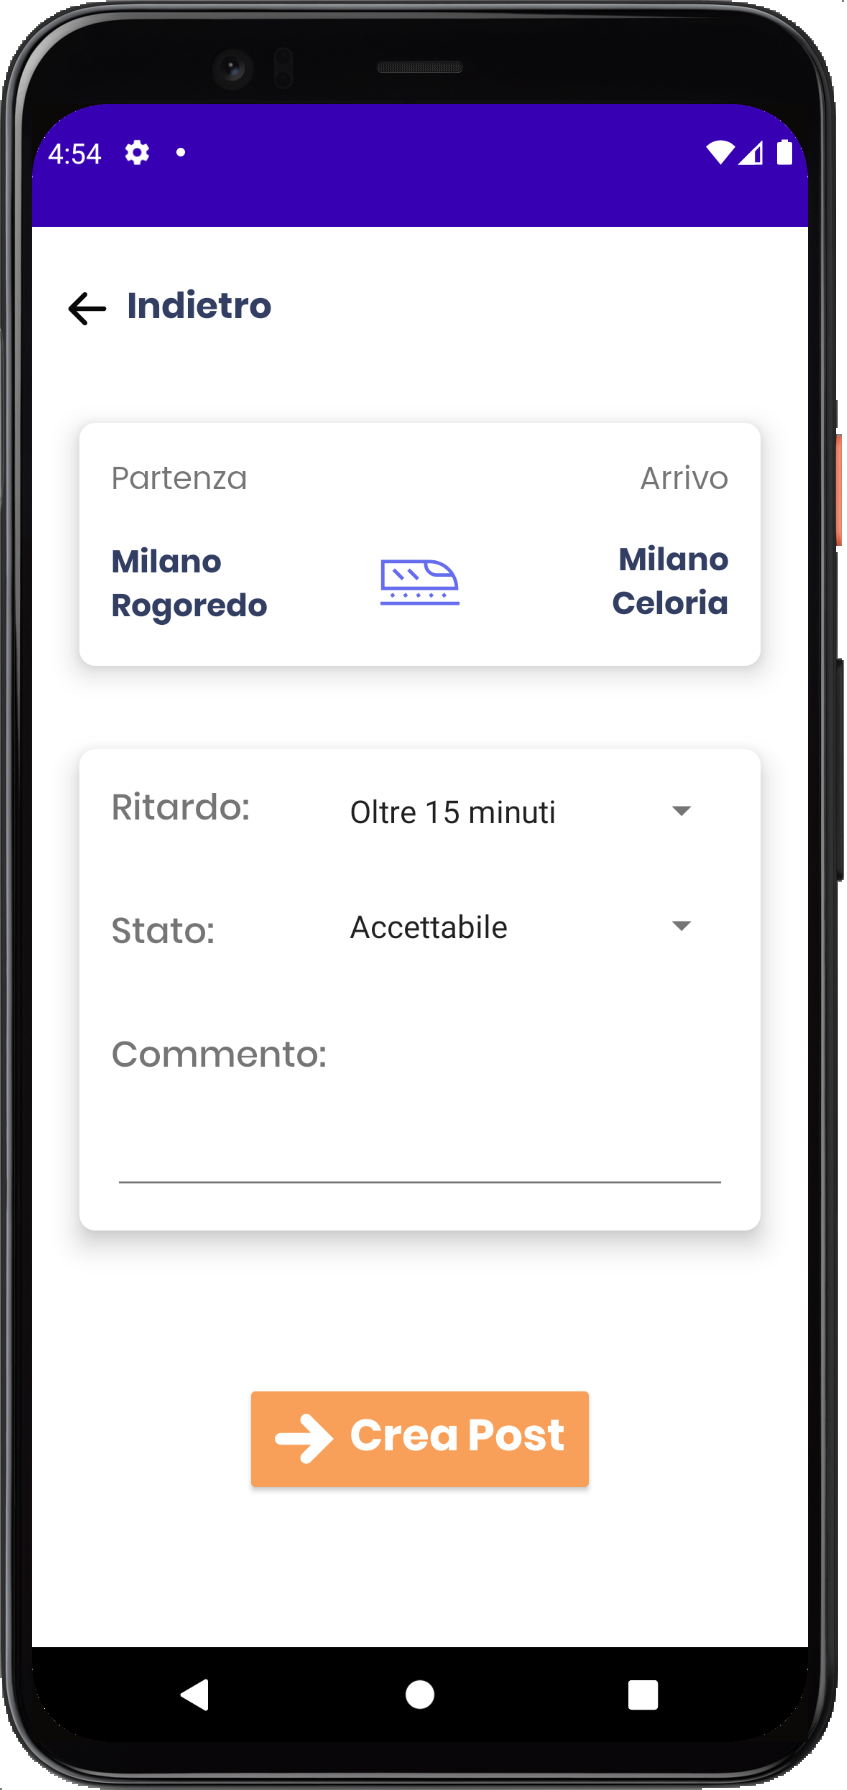 4:54
Indietro
Partenza
Arrivo
Milano
Rogoredo
Milano
Celoria
Ritardo:
Oltre 15 minuti
Stato:
Accettabile
Commento:
Crea Post